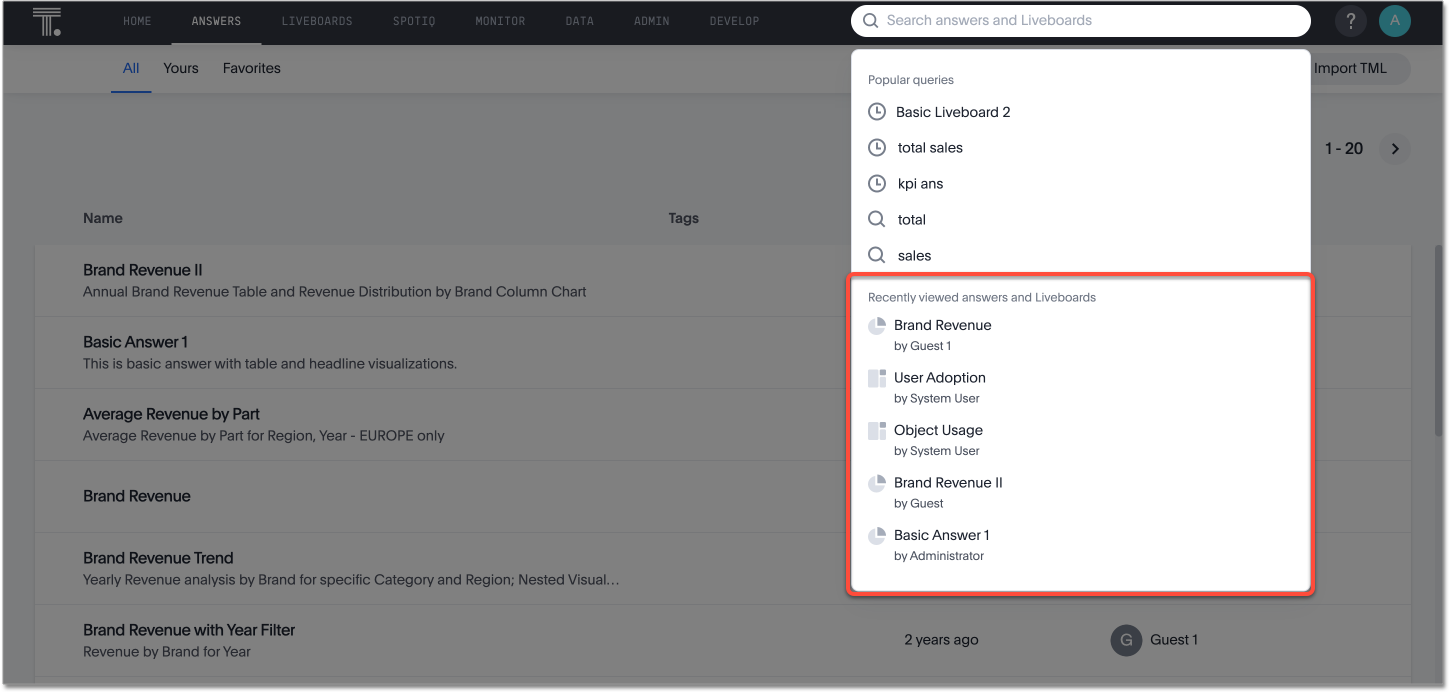 HOME ANSWERS LIVEBOARDS SPOTIQ MONITOR DATA ADMIN DEVELOP
Search answers and Liveboards
?
A
All Yours Favorites
Import TML
Popular queries
Basic Liveboard 2
total sales
kpi ans
total
sales
Recently viewed answers and Liveboards
Brand Revenue
by Guest 1
User Adoption
by System User
Object Usage
by System User
Brand Revenue II
by Guest
Basic Answer 1
by Administrator
1 - 20
Name Tags
Brand Revenue II
Annual Brand Revenue Table and Revenue Distribution by Brand Column Chart
Basic Answer 1
This is basic answer with table and headline visualizations.
Average Revenue by Part
Average Revenue by Part for Region, Year - EUROPE only
Brand Revenue
Brand Revenue Trend
Yearly Revenue analysis by Brand for specific Category and Region; Nested Visual...
Brand Revenue with Year Filter
Revenue by Brand for Year
2 years ago
G Guest 1